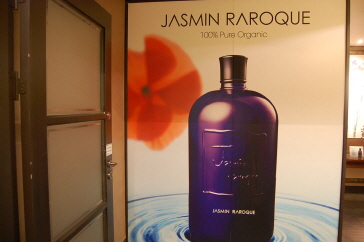 JASMIN RAROQUE
100% Pure Organic
JASMIN RAROQUE